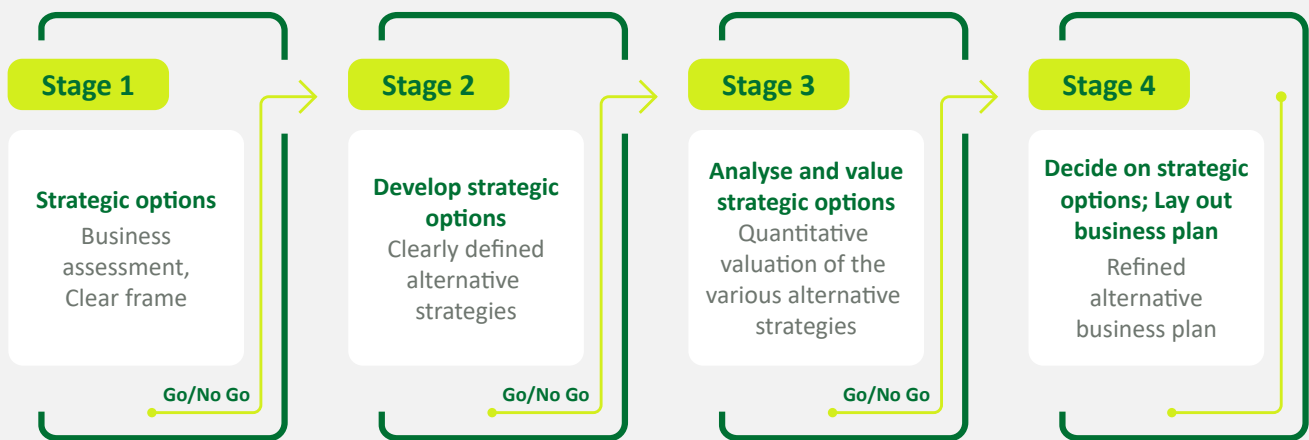 Stage 1
Strategic options
Business
assessment,
Clear frame
Go/No Go
Stage 2
Develop strategic
options
Clearly defined
alternative
strategies
Go/No Go
Stage 3
Analyse and value
strategic options
Quantitative
valuation of the
various alternative
strategies
Go/No Go
Stage 4
Decide on strategic
options; Lay out
business plan
Refined
alternative
business plan